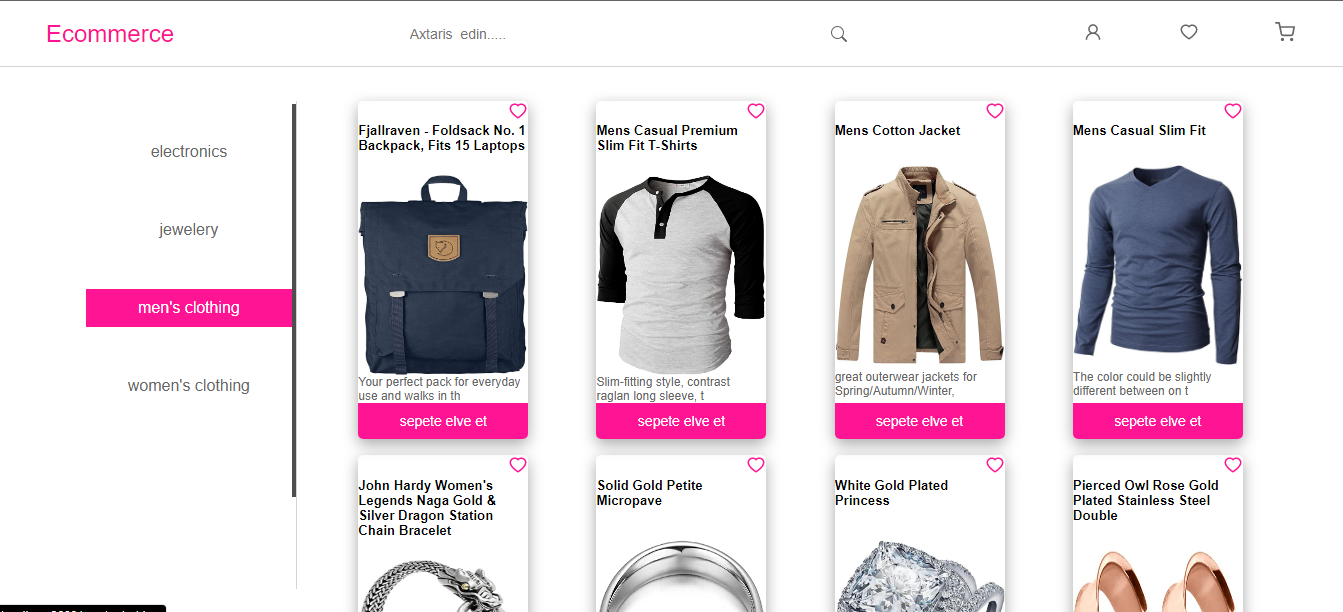 Ecommerce
Axtaris edin.....
electronics
jewelery
men's clothing
women's clothing
Fjallraven - Foldsack No. 1
Backpack, Fits 15 Laptops
Your perfect pack for everyday
use and walks in th
sepete elve et
Mens Casual Premium
Slim Fit T-Shirts
Slim-fitting style, contrast
raglan long sleeve, t
sepete elve et
Mens Cotton Jacket
great outerwear jackets for
Spring/Autumn/Winter,
sepete elve et
Mens Casual Slim Fit
The color could be slightly
different between on t
sepete elve et
John Hardy Women's
Legends Naga Gold &
Silver Dragon Station
Chain Bracelet
Solid Gold Petite
Micropave
White Gold Plated
Princess
Pierced Owl Rose Gold
Plated Stainless Steel
Double